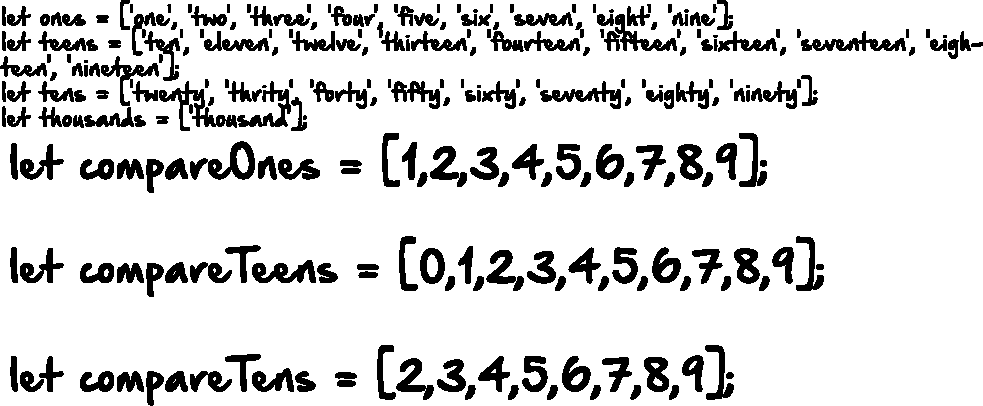 let ones = ['one', 'two', 'three', 'four', 'five', 'six', 'seven', 'eight', 'nine'];
let teens = ['ten', 'eleven', 'twelve', 'thirteen', 'fourteen', 'fifteen', 'sixteen', 'seventeen', 'eigh-
teen', 'nineteen'];
let tens = ['twenty', 'thrity', 'forty', 'fifty', 'sixty', 'seventy', 'eighty', 'ninety'];
let thousands = ['thousand'];
let compareOnes = [1,2,3,4,5,6,7,8,9];
let compareTeens = [0,1,2,3,4,5,6,7,8,9];
let compareTens = [2,3,4,5,6,7,8,9];